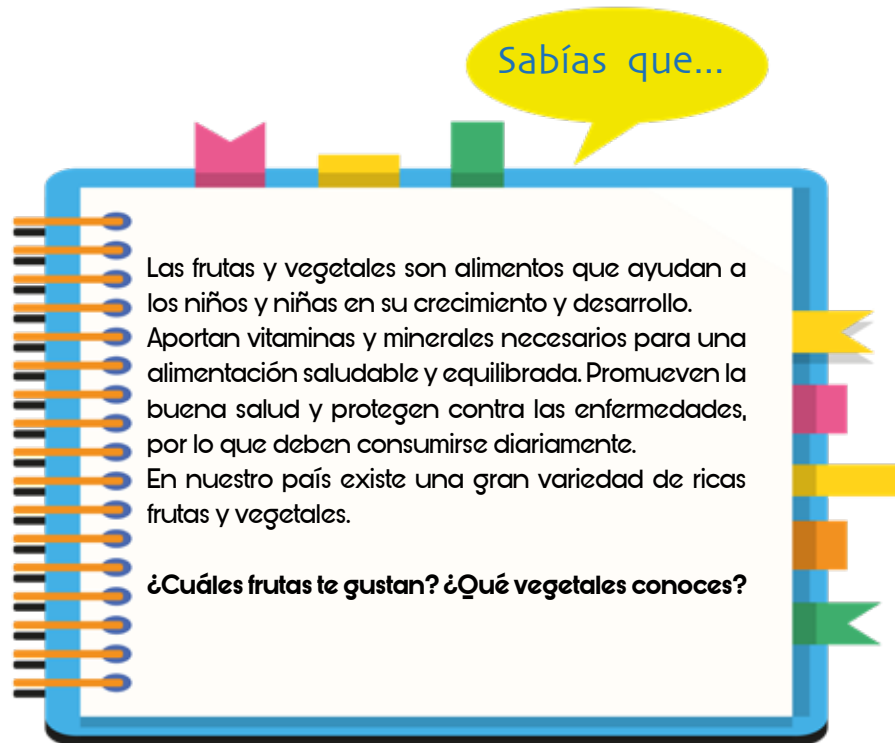 Sabías que...
Las frutas y vegetales son alimentos que ayudan a
los niños y niñas en su crecimiento y desarrollo.
Aportan vitaminas y minerales necesarios para una
alimentación saludable y equilibrada. Promueven la
buena salud y protegen contra las enfermedades,
por lo que deben consumirse diariamente.
En nuestro país existe una gran variedad de ricas
frutas y vegetales.
¿Cuáles frutas te gustan? ¿Qué vegetales conoces?